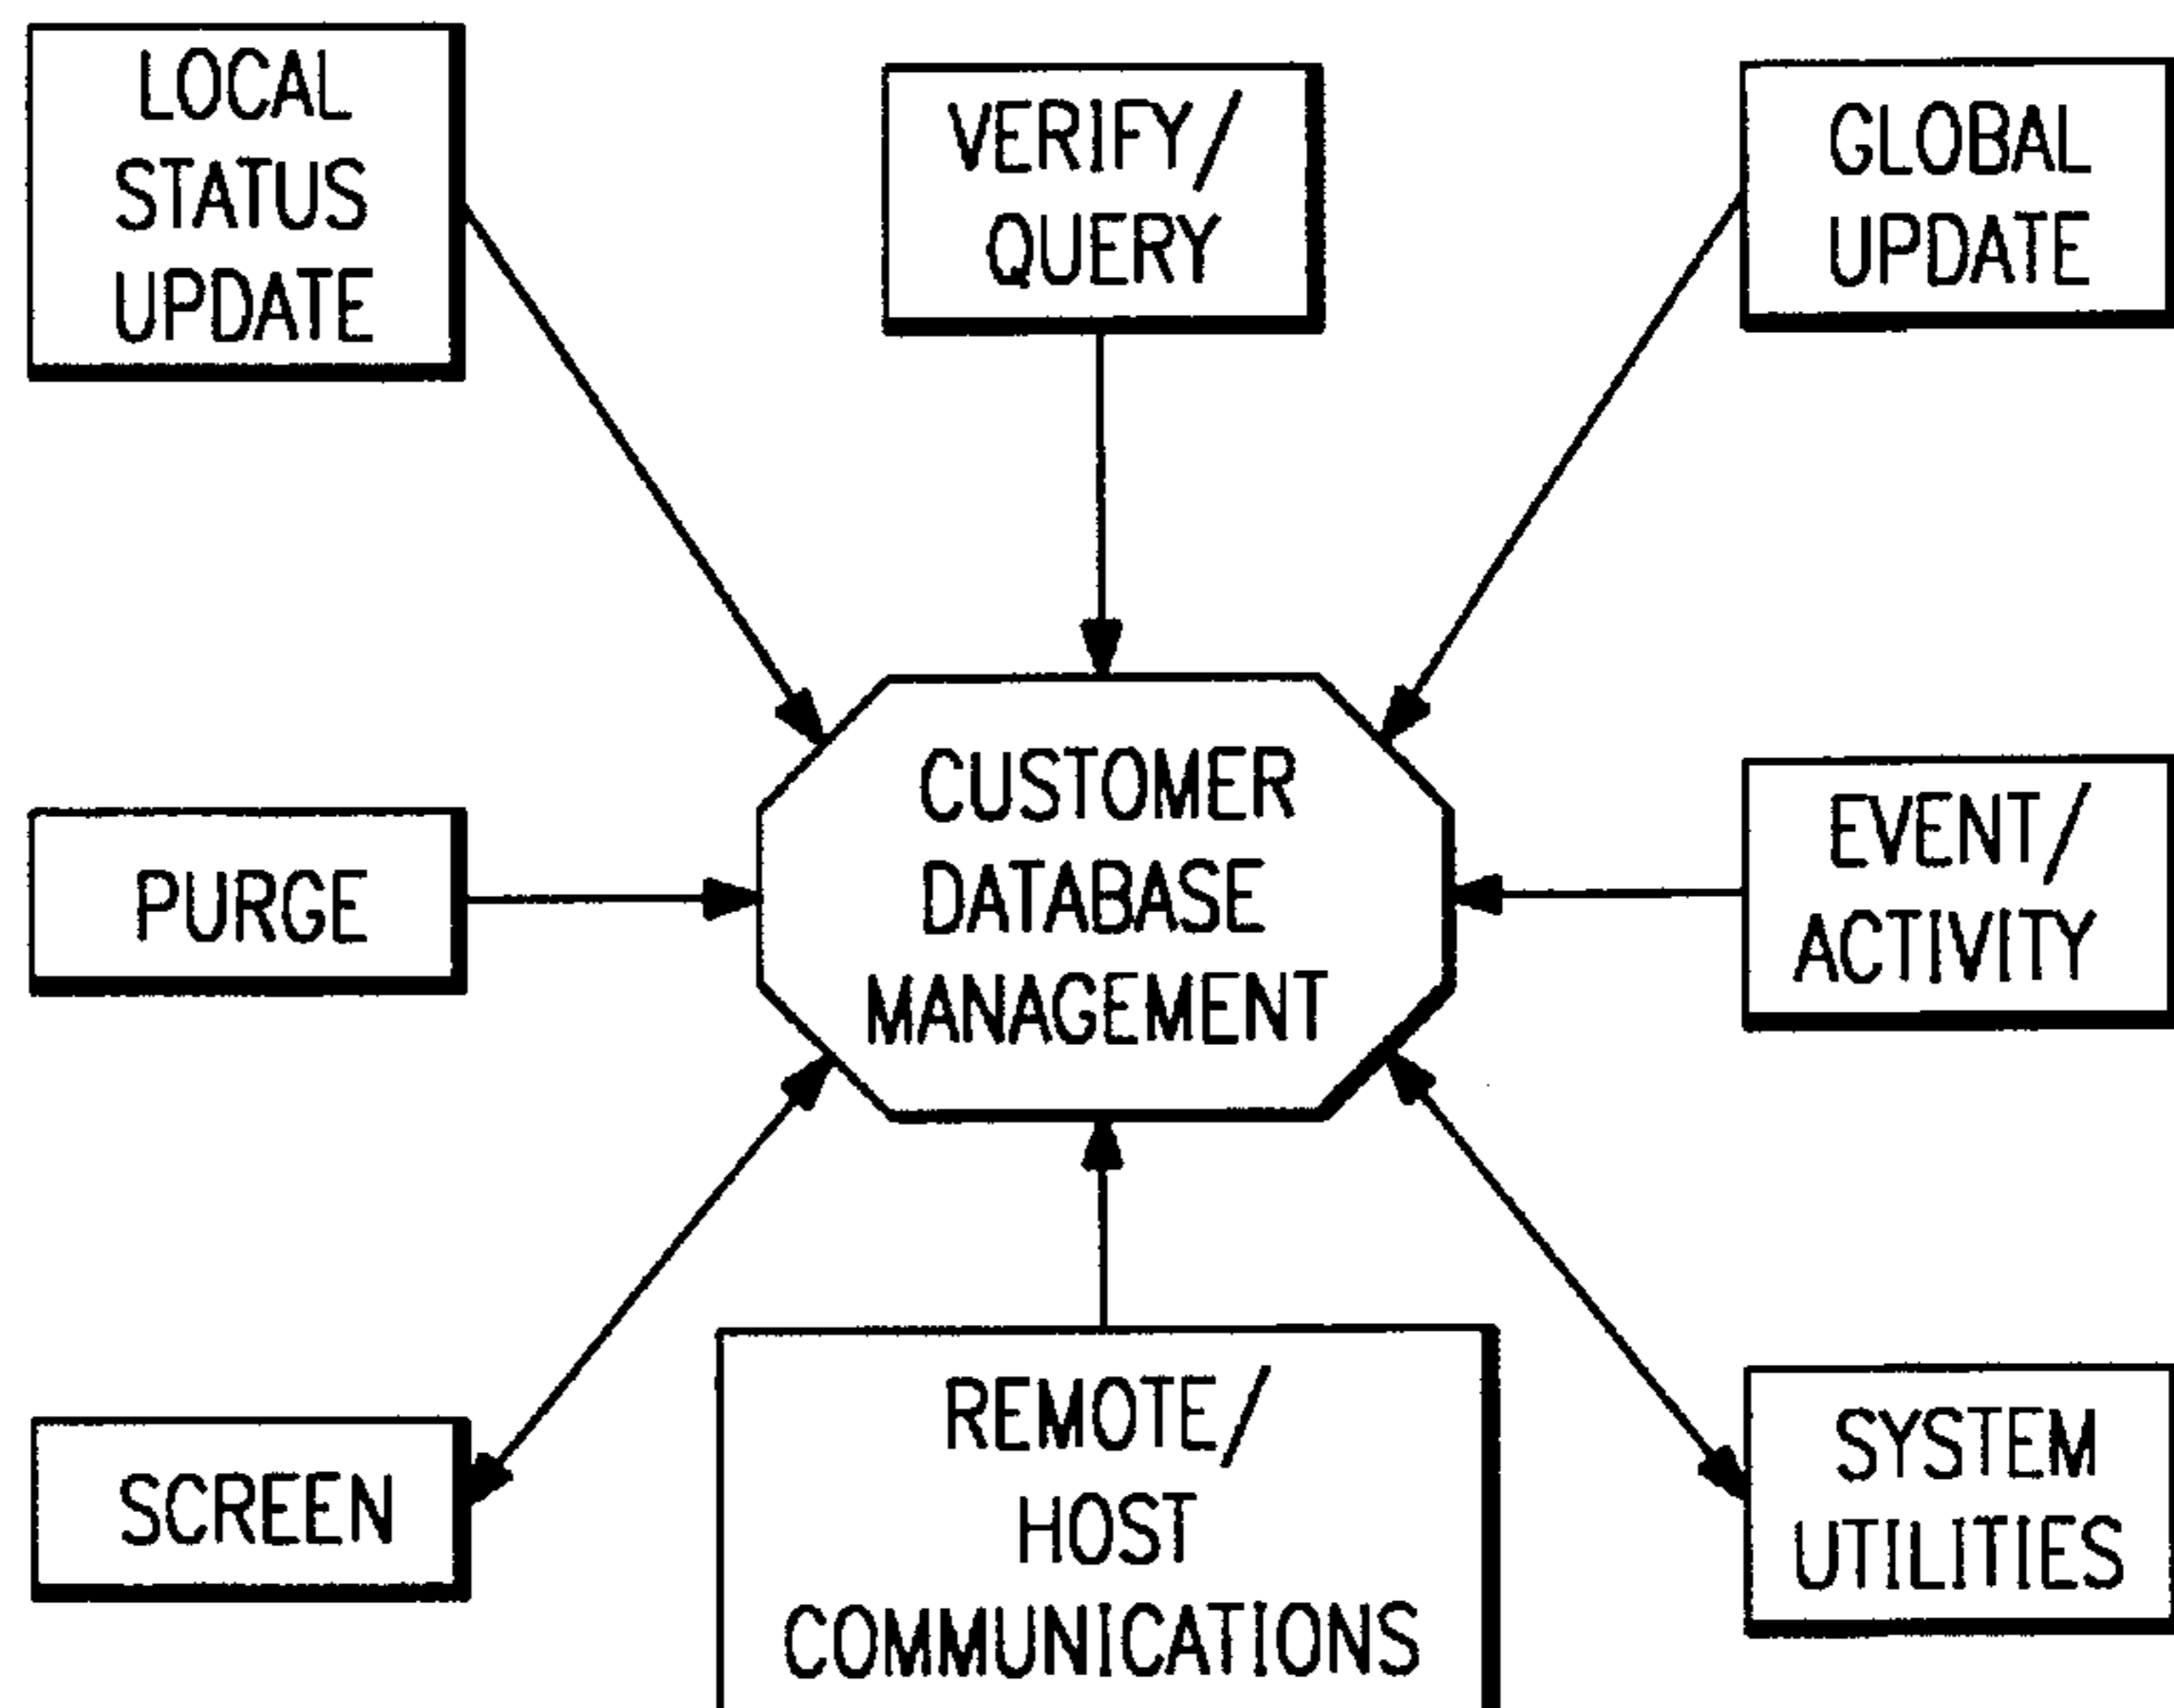 LOCAL
STATUS
UPDATE
VERIFY/
QUERY
GLOBAL
UPDATE
PURGE
CUSTOMER
DATABASE
MANAGEMENT
EVENT/
ACTIVITY
SCREEN
REMOTE/
HOST
COMMUNICATIONS
SYSTEM
UTILITIES